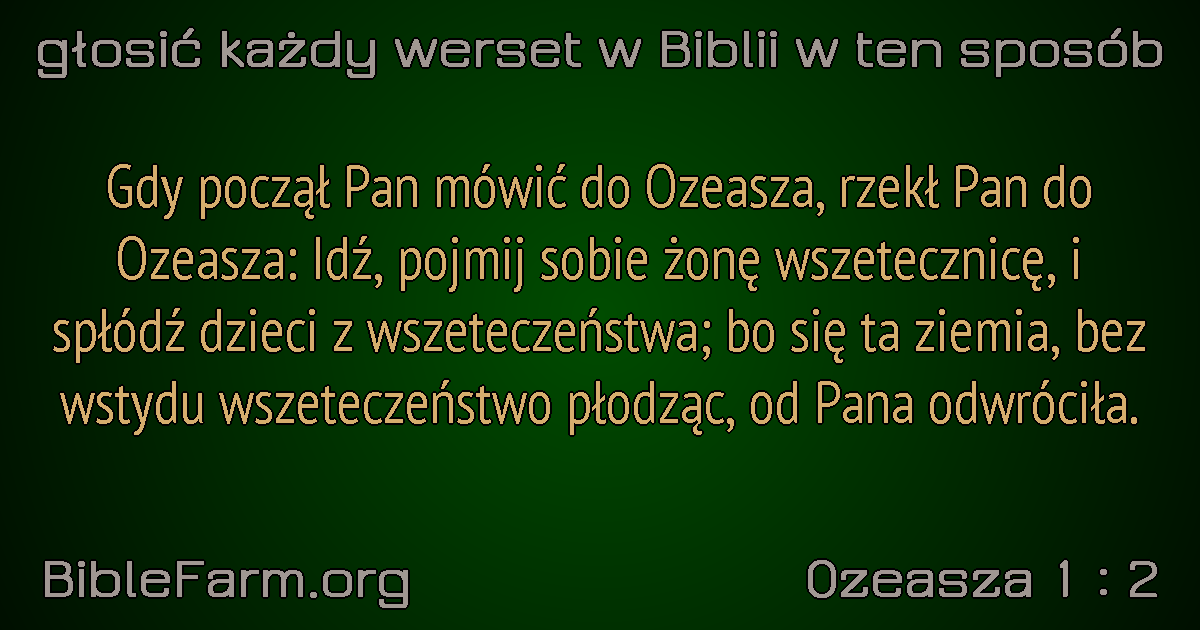 głosić każdy werset w Biblii w ten sposób
Gdy począł Pan mówić do Ozeasza, rzekł Pan do
Ozeasza: Idź, pojmij sobie żonę wszetecznicę, i
spłódź dzieci z wszeteczeństwa; bo się ta ziemia, bez
wstydu wszeteczeństwo płodząc, od Pana odwróciła.
BibleFarm.org
Ozeasza 1 : 2